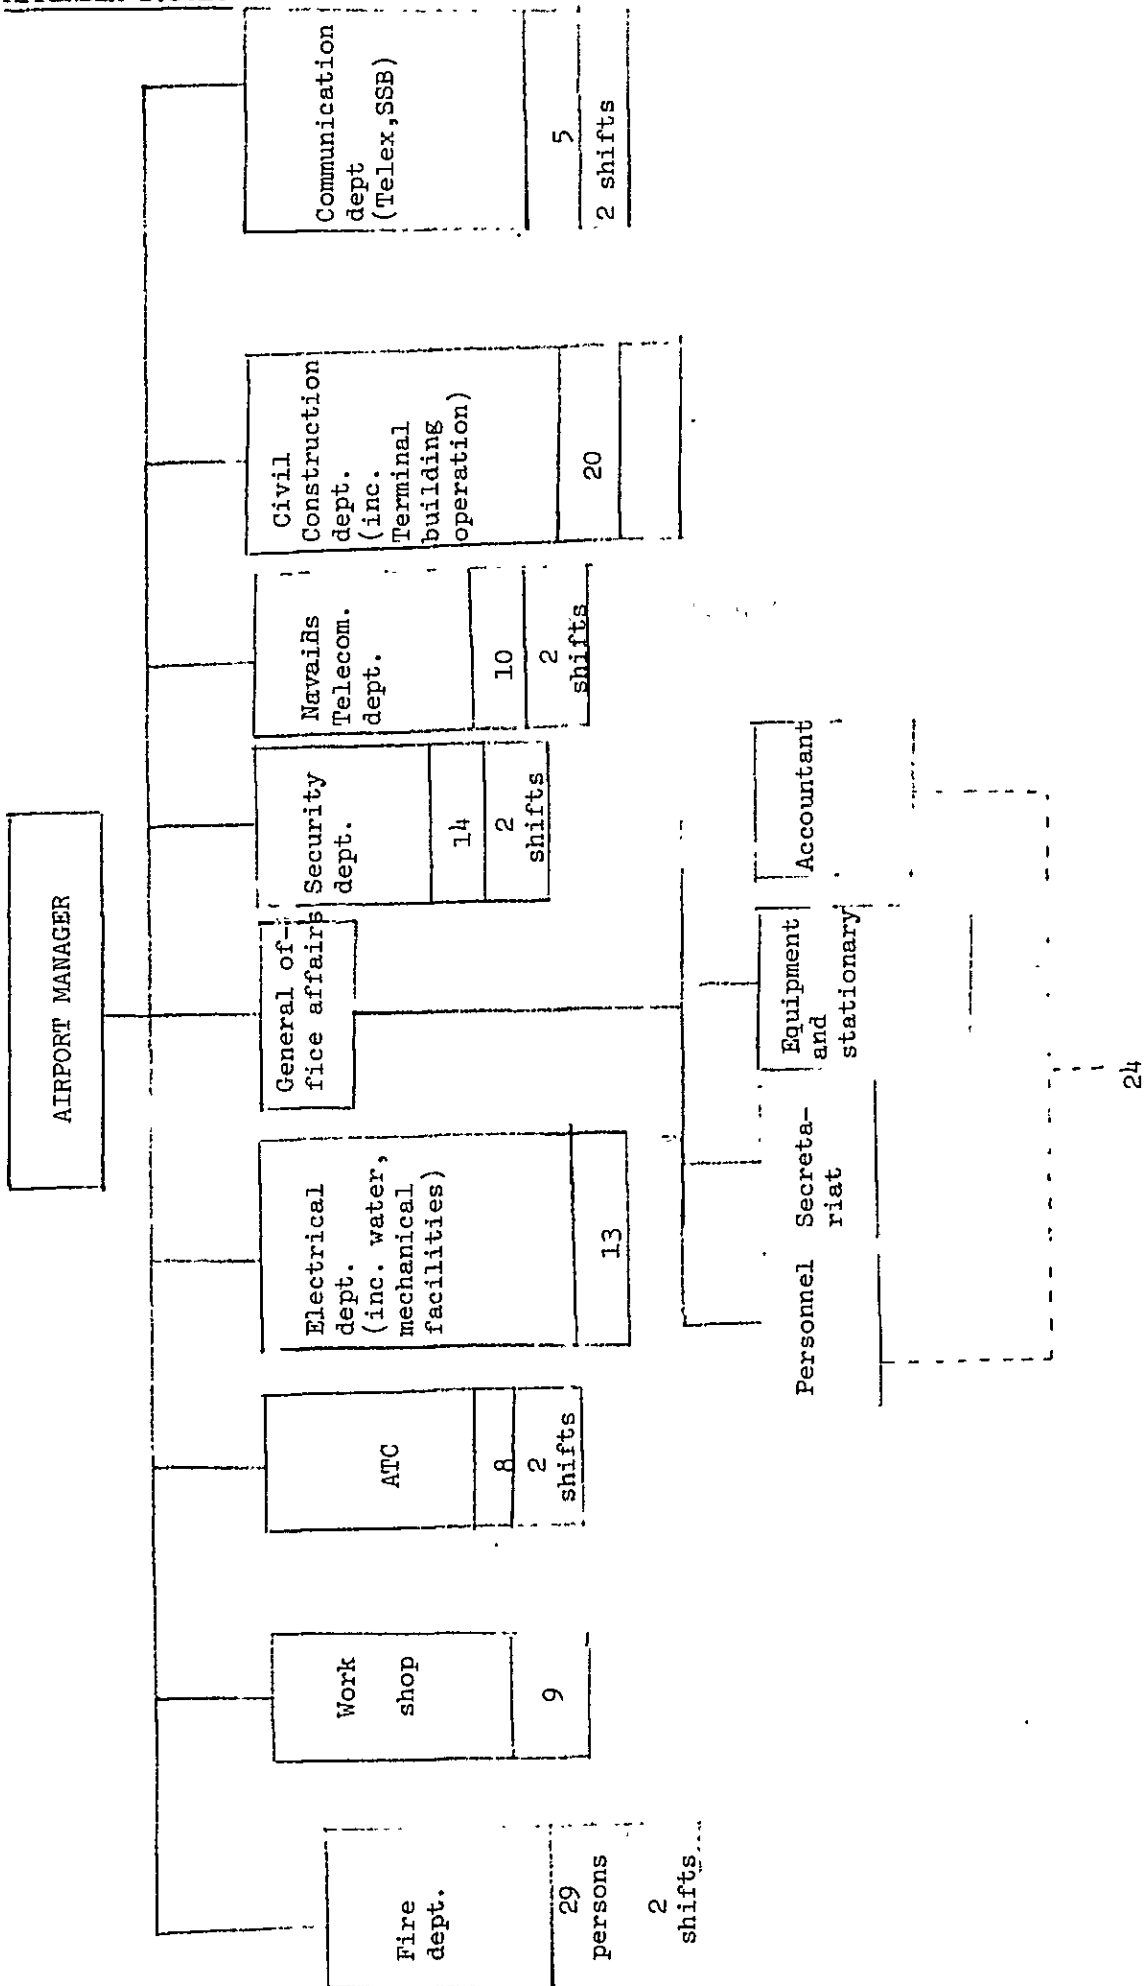 AIRPORT MANAGER
Fire
dept.
29
persons
2
shifts
Work
shop
9
ATC
8
2
shifts
Electrical
dept.
(inc. water,
mechanical
facilities)
13
General of-
fice affairs
Security
dept.
14
2
shifts
Navaids
Telecom.
dept.
10
2
shifts
Civil
Construction
dept.
(inc.
Terminal
building
operation)
20
Communication
dept
(Telex,SSB)
5
2 shifts
Personnel
Secreta-
riat
Equipment
and
stationary
Accountant
24